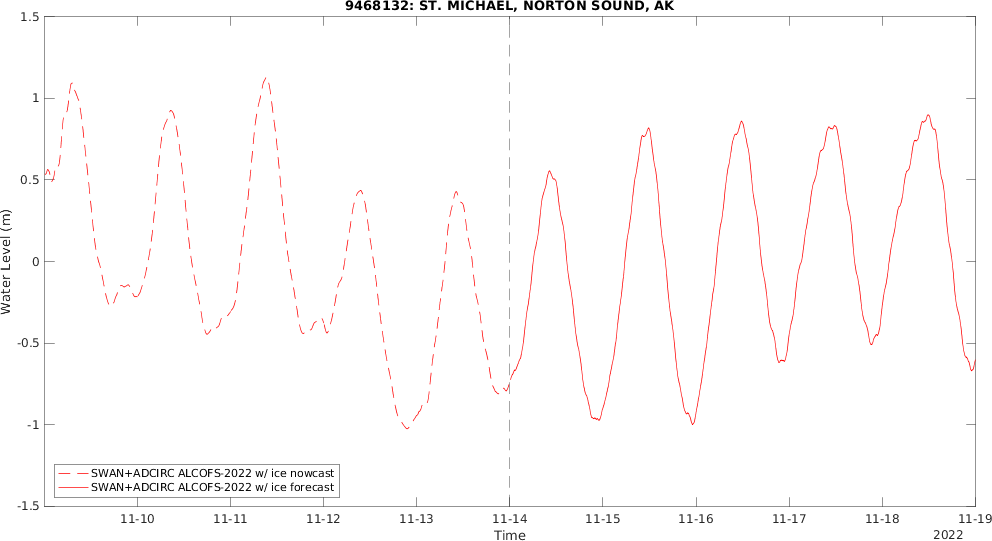 9468132: ST. MICHAEL, NORTON SOUND, AK
1.5
1
0.5
0
-0.5
-1
-1.5
Water Level (m)
SWAN+ADCIRC ALCOFS-2022 w/ ice nowcast
SWAN+ADCIRC ALCOFS-2022 w/ ice forecast
11-10 11-11 11-12 11-13 11-14 11-15 11-16 11-17 11-18 11-19
Time
2022